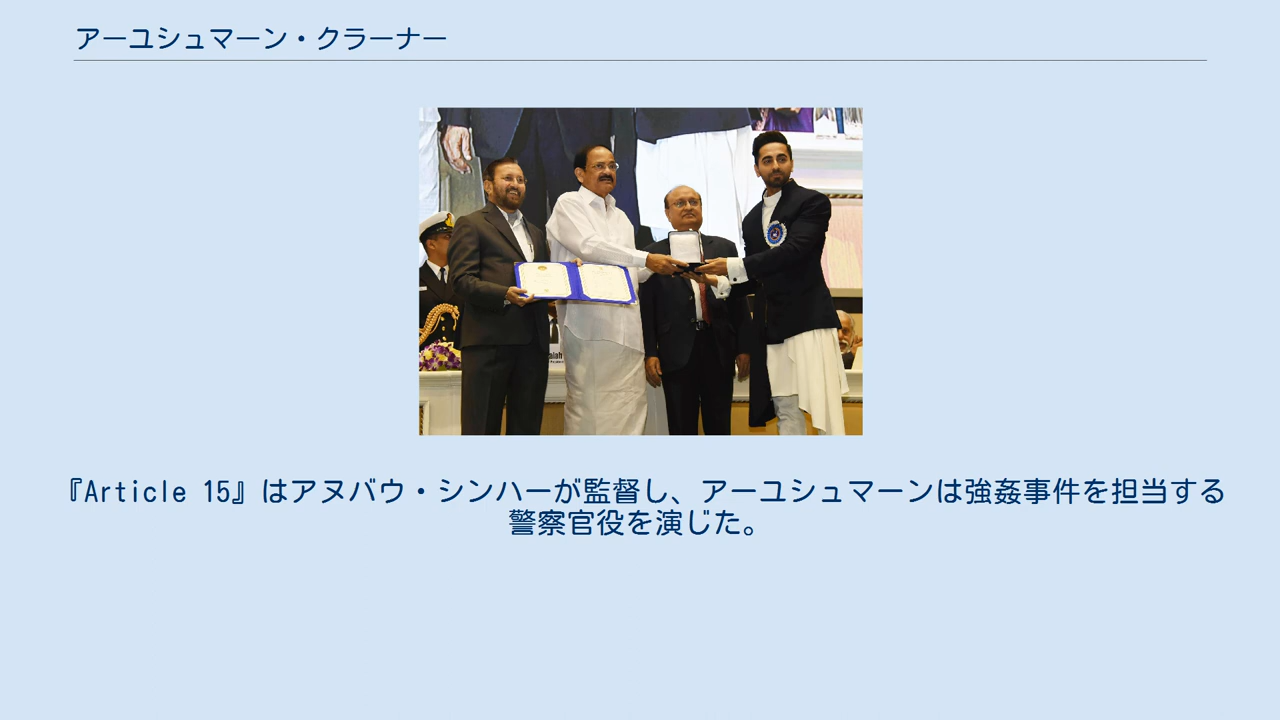 アーユシュマーン・クラーナー
『Article 15』はアヌバウ・シンハーが監督し、アーユシュマーンは強姦事件を担当する
警察官役を演じた。